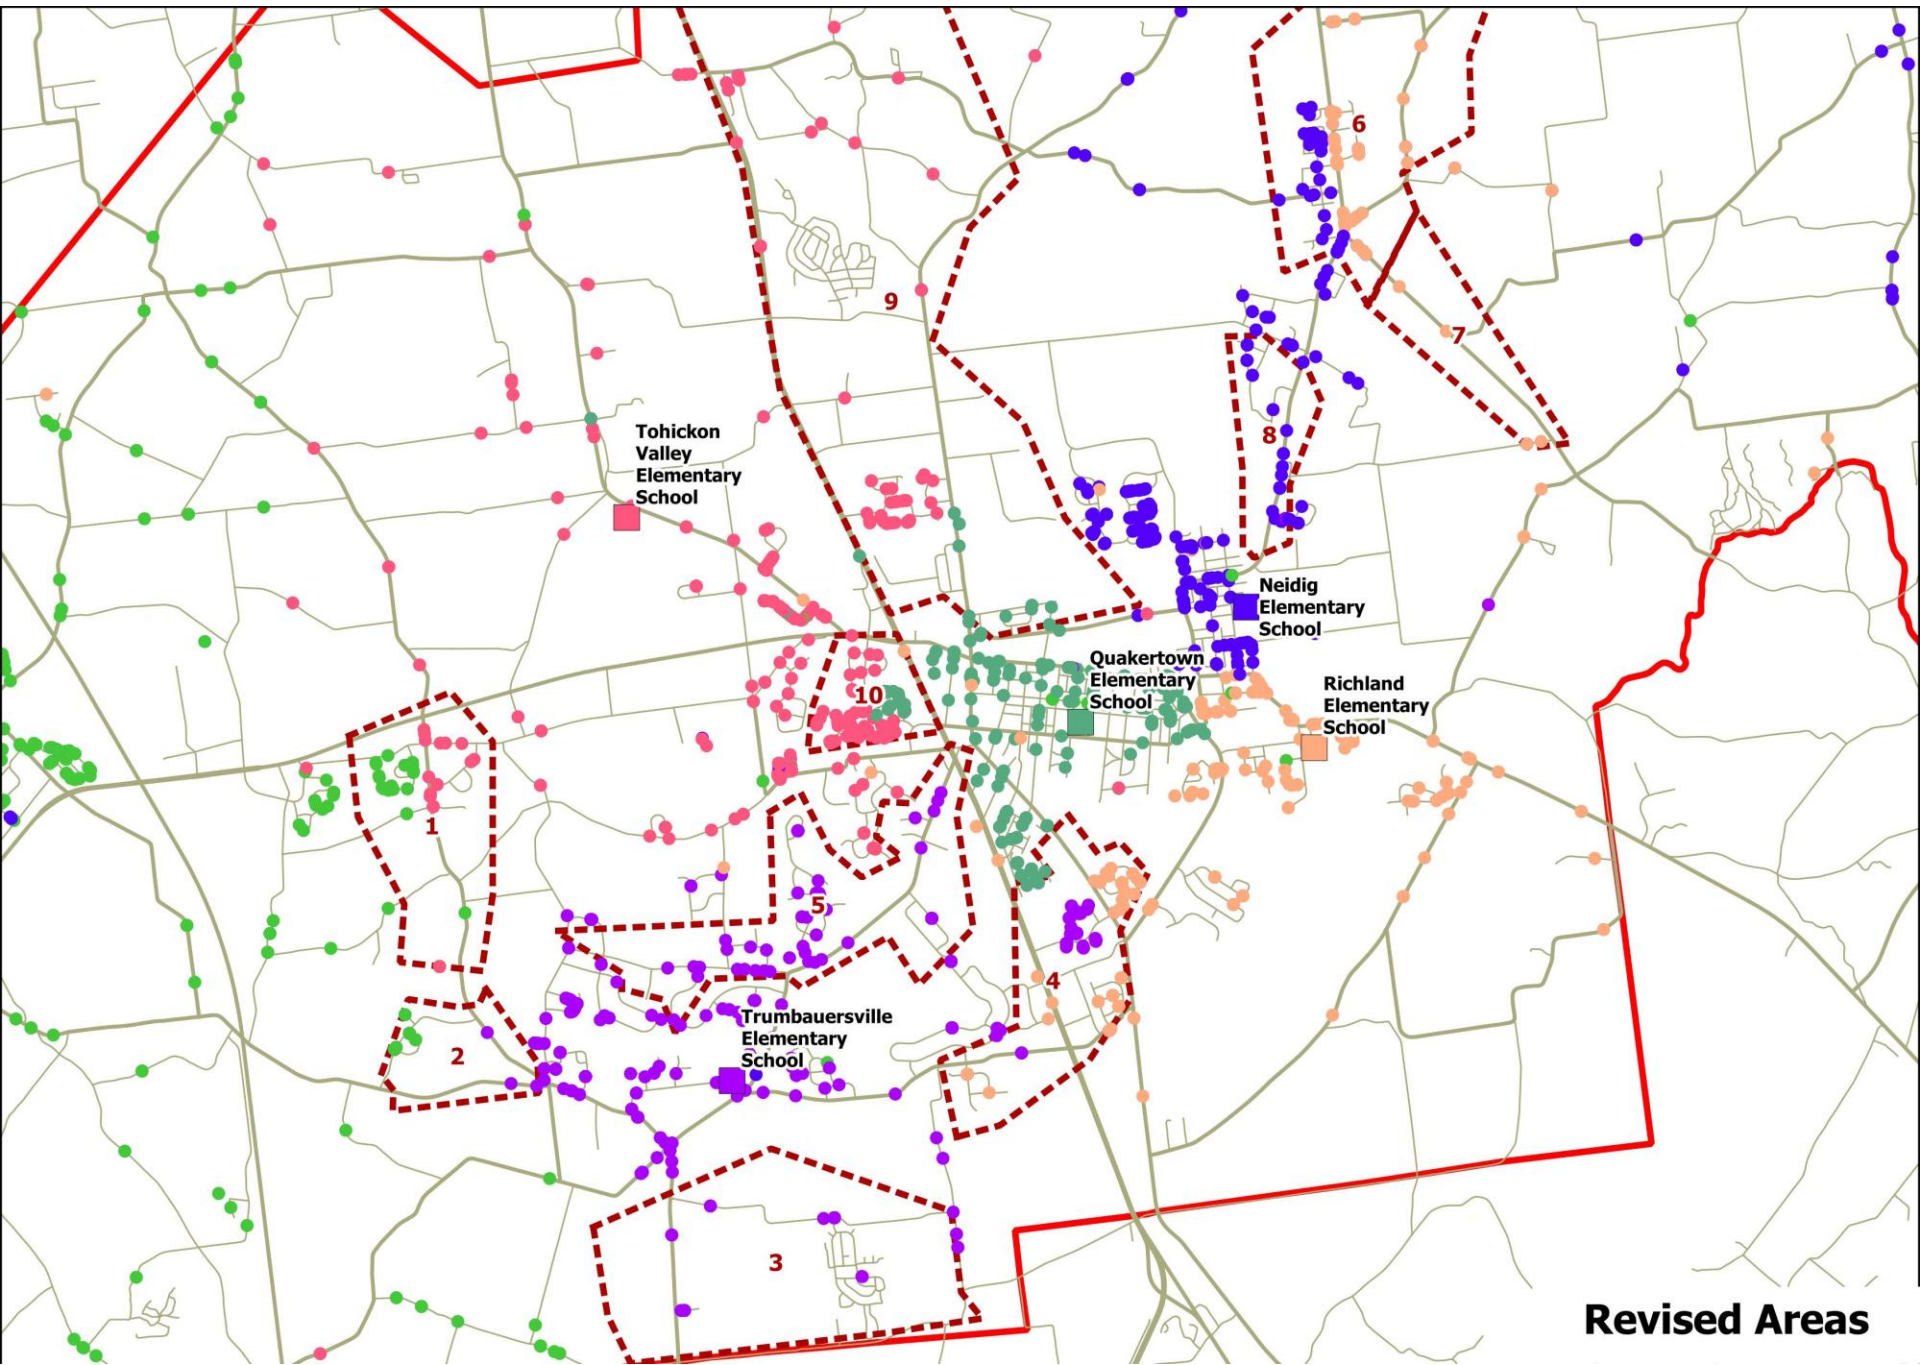 6
9
7
Tohickon
Valley
Elementary
School
8
Neidig
Elementary
School
Quakertown
Elementary
School
Richland
Elementary
School
10
1
5
4
Trumbauersville
Elementary
School
2
3
Revised Areas